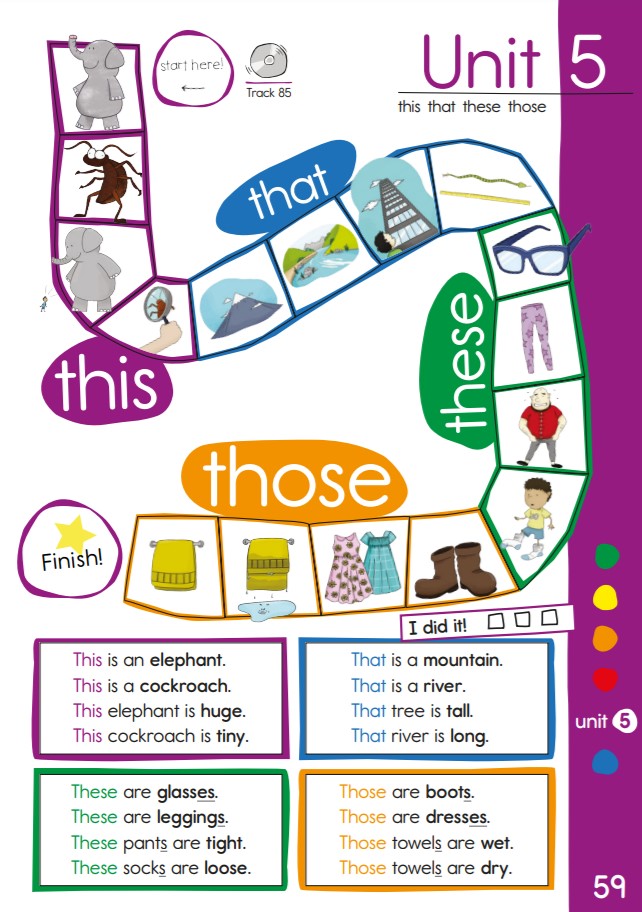 Unit 5
this that these those
start here!
Track 85
that
these
this
those
Finish!
I did it!
This is an elephant.
This is a cockroach.
This elephant is huge.
This cockroach is tiny.
That is a mountain.
That is a river.
That tree is tall.
That river is long.
These are glasses.
These are leggings.
These pants are tight.
These socks are loose.
Those are boots.
Those are dresses.
Those towels are wet.
Those towels are dry.
unit 5
59